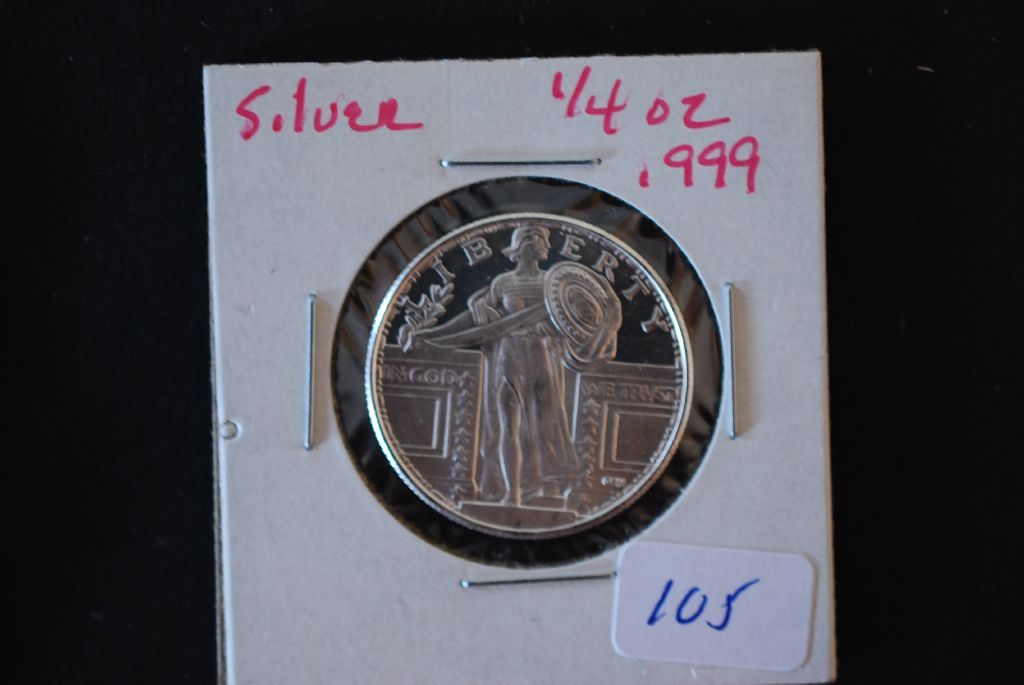 Silver 1/4 oz
.999
LIBERTY
IN GOD WE TRUST
105